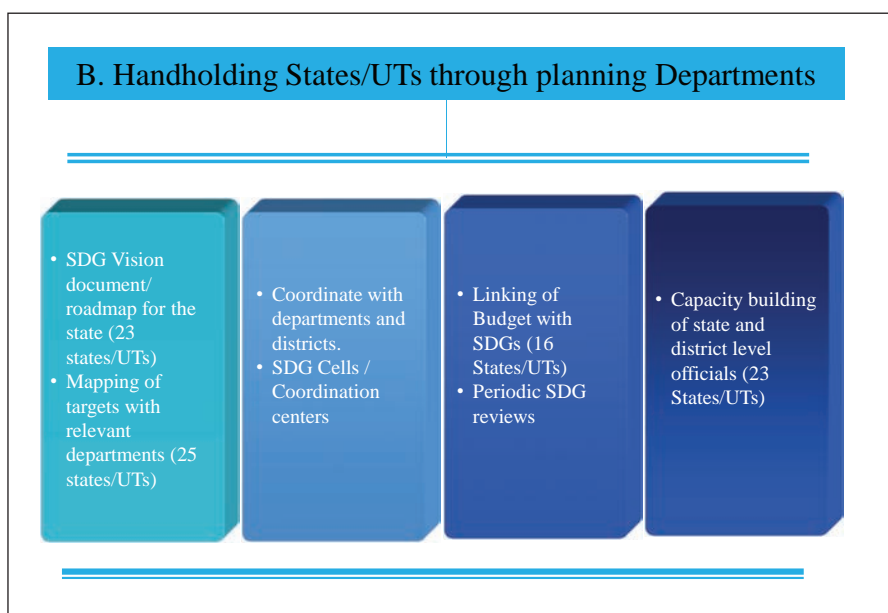 B. Handholding States/UTs through planning Departments
• SDG Vision
document/
roadmap for the
state (23
states/UTs)
• Mapping of
targets with
relevant
departments (25
states/UTs)
• Coordinate with
departments and
districts.
• SDG Cells /
Coordination
centers
• Linking of
Budget with
SDGs (16
States/UTs)
• Periodic SDG
reviews
• Capacity building
of state and
district level
officials (23
States/UTs)